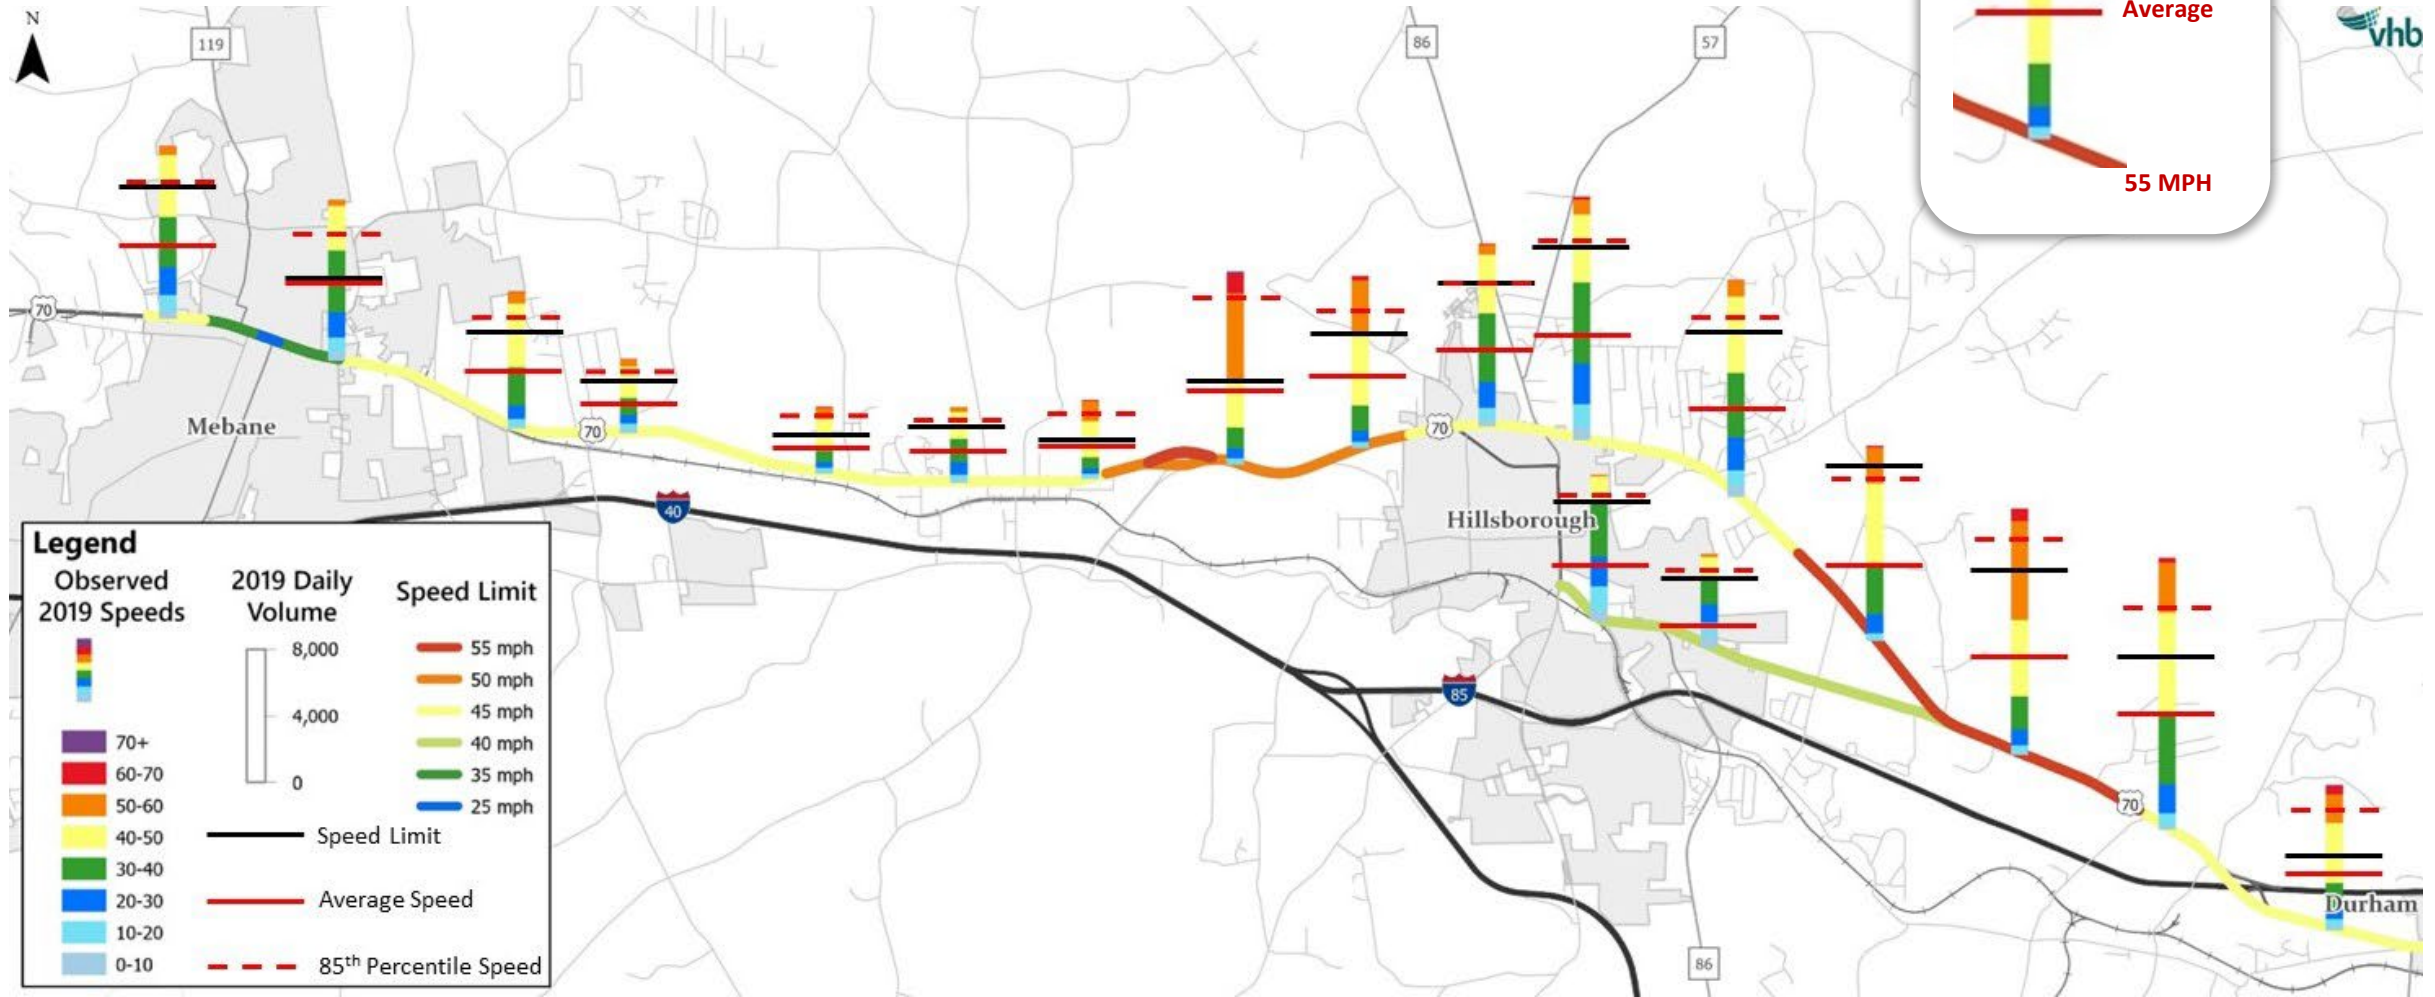 N
119
86
57
Average
vhb
55 MPH
70
Mebane
70
70
40
Hillsborough
85
70
Durham
86
Legend
Observed
2019 Speeds
70+
60-70
50-60
40-50
30-40
20-30
10-20
0-10
2019 Daily
Volume
8,000
4,000
0
Speed Limit
55 mph
50 mph
45 mph
40 mph
35 mph
25 mph
Speed Limit
Average Speed
85th Percentile Speed